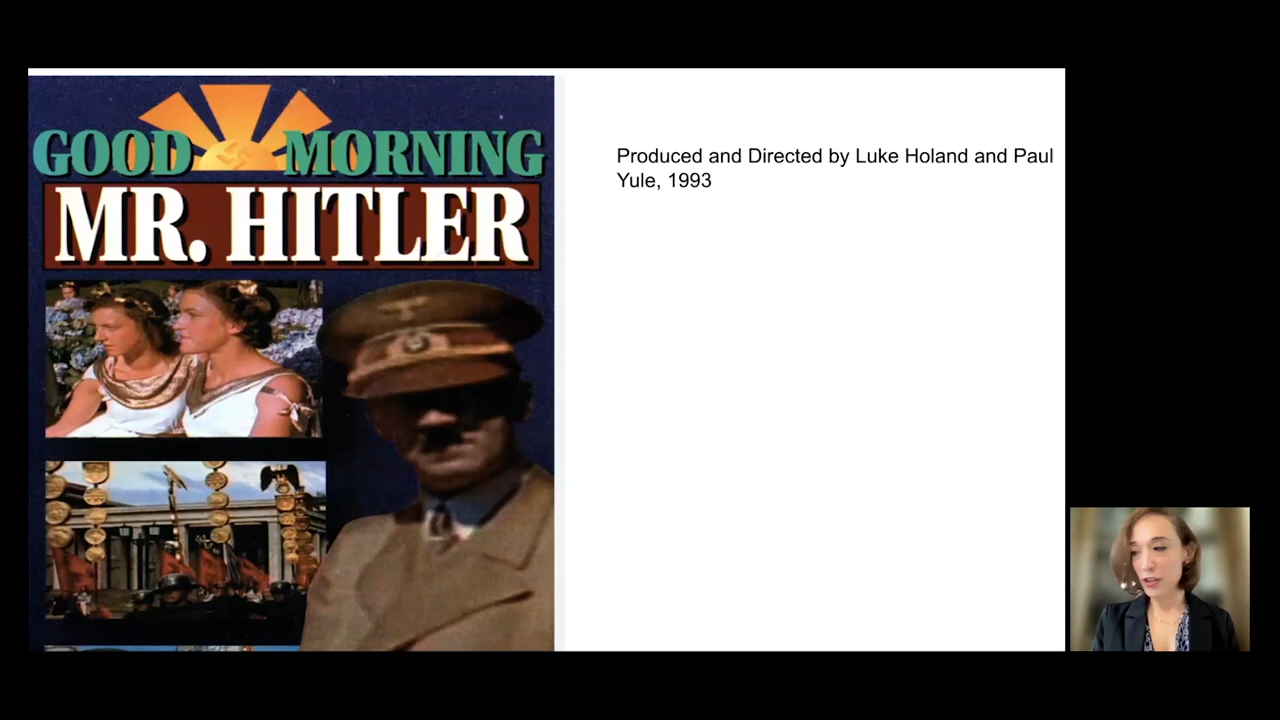 GOOD MORNING
MR. HITLER
Produced and Directed by Luke Holand and Paul
Yule, 1993